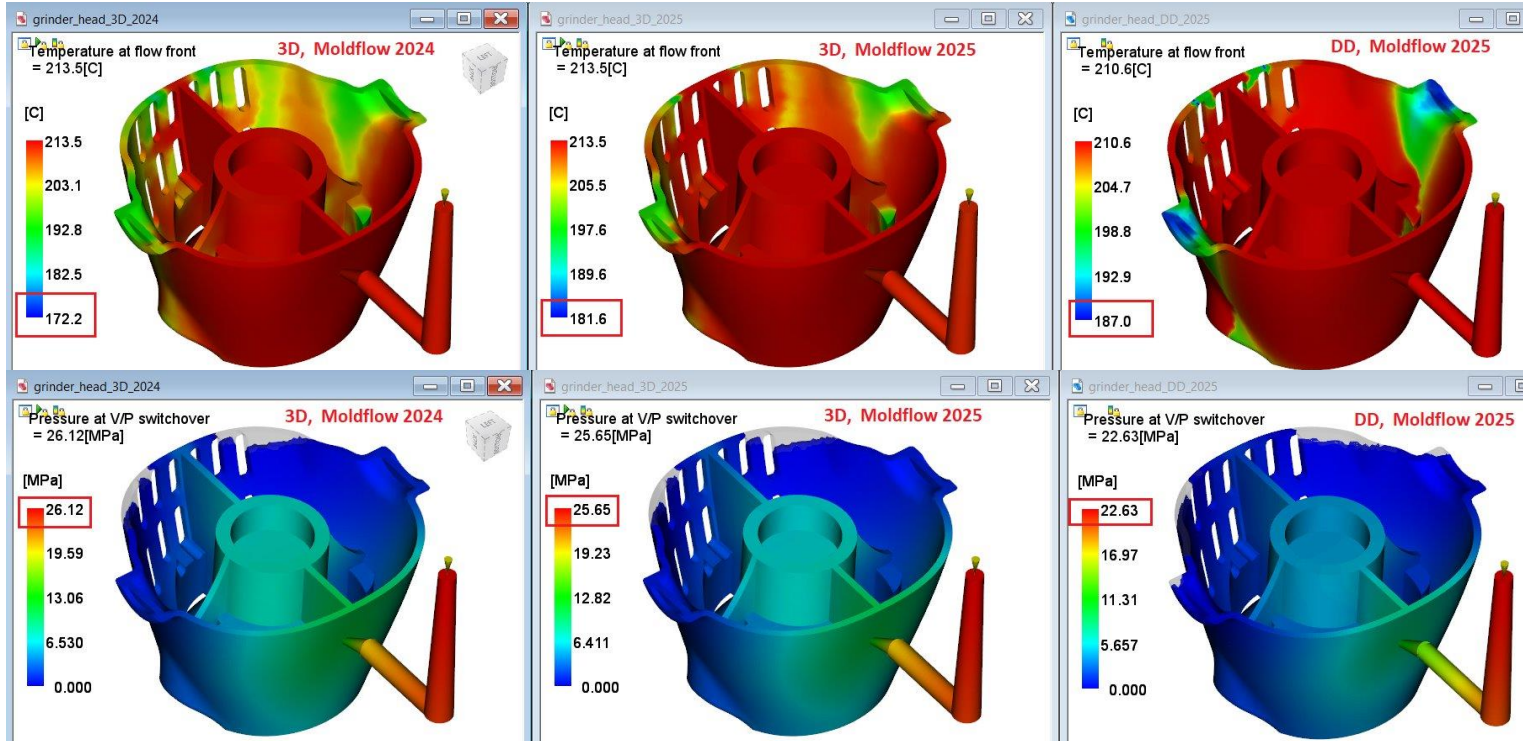 grinder_head_3D_2024
Temperature at flow front
= 213.5[C]
3D, Moldflow 2024
[C]
213.5
203.1
192.8
182.5
172.2
grinder_head_3D_2025
Temperature at flow front
= 213.5[C]
3D, Moldflow 2025
[C]
213.5
205.5
197.6
189.6
181.6
grinder_head_DD_2025
Temperature at flow front
= 210.6[C]
DD, Moldflow 2025
[C]
210.6
204.7
198.8
192.9
187.0
grinder_head_3D_2024
Pressure at V/P switchover
= 26.12[MPa]
3D, Moldflow 2024
[MPa]
26.12
19.59
13.06
6.530
0.000
grinder_head_3D_2025
Pressure at V/P switchover
= 25.65[MPa]
3D, Moldflow 2025
[MPa]
25.65
19.23
12.82
6.411
0.000
grinder_head_DD_2025
Pressure at V/P switchover
= 22.63[MPa]
DD, Moldflow 2025
[MPa]
22.63
16.97
11.31
5.657
0.000